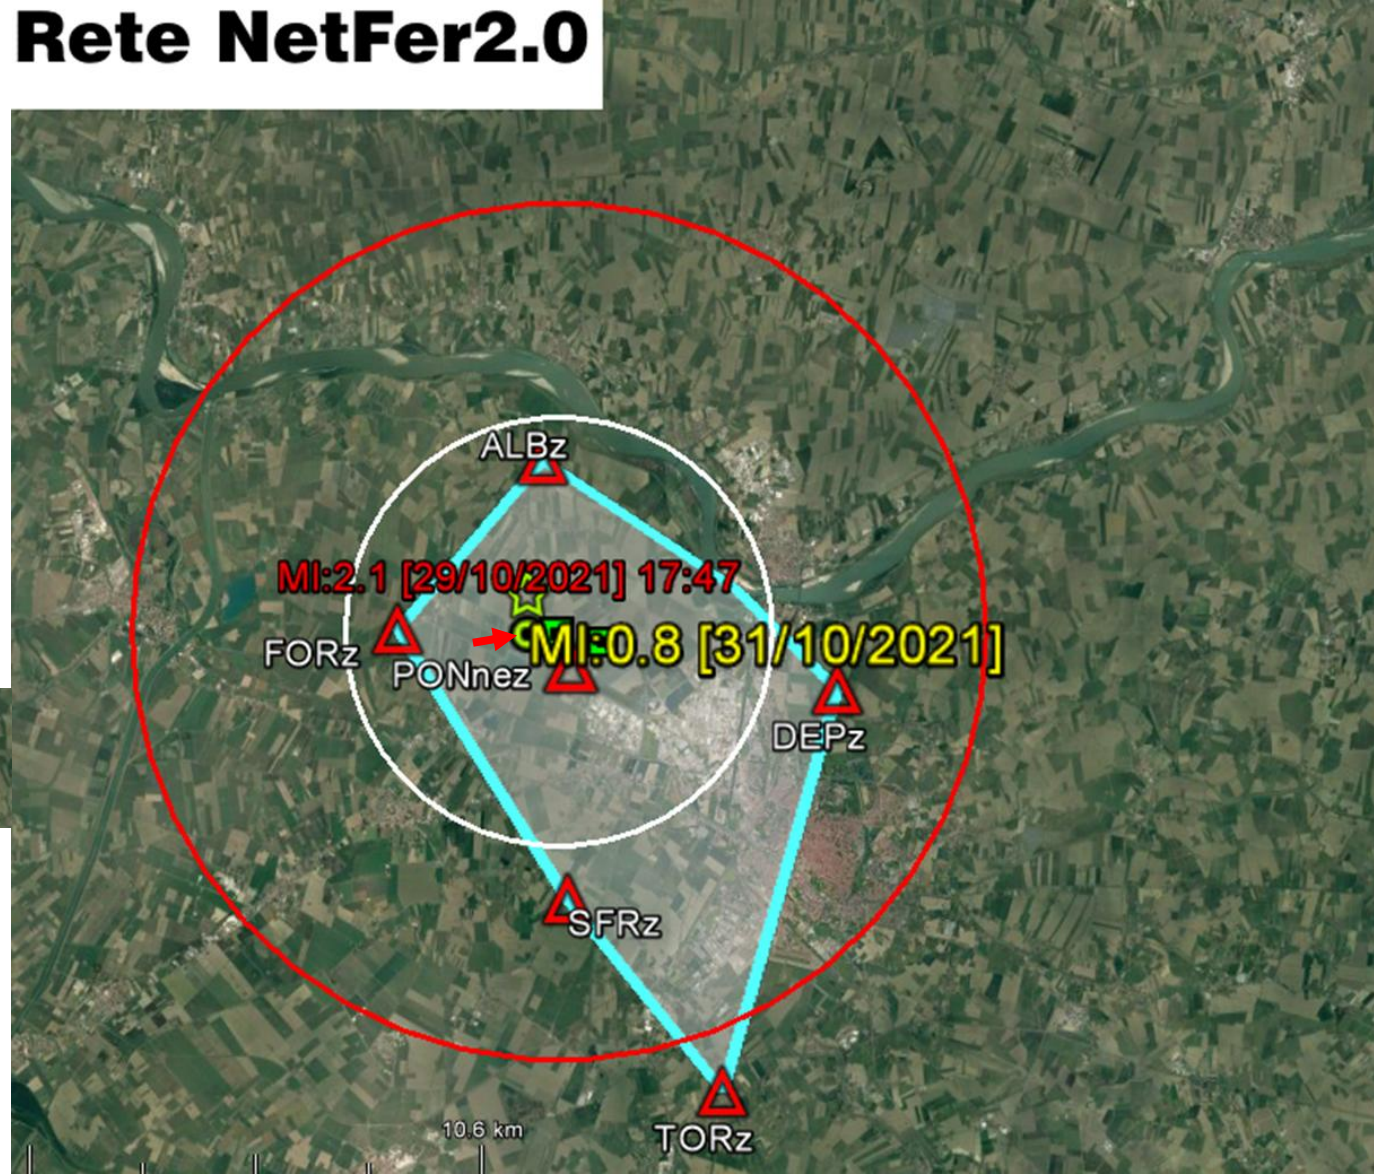 Rete NetFer2.0
ALBz
Ml:2.1 [29/10/2021] 17:47
FORz
Ml:0.8 [31/10/2021]
PONnez
DEPz
SFRz
10.6 km
TORz